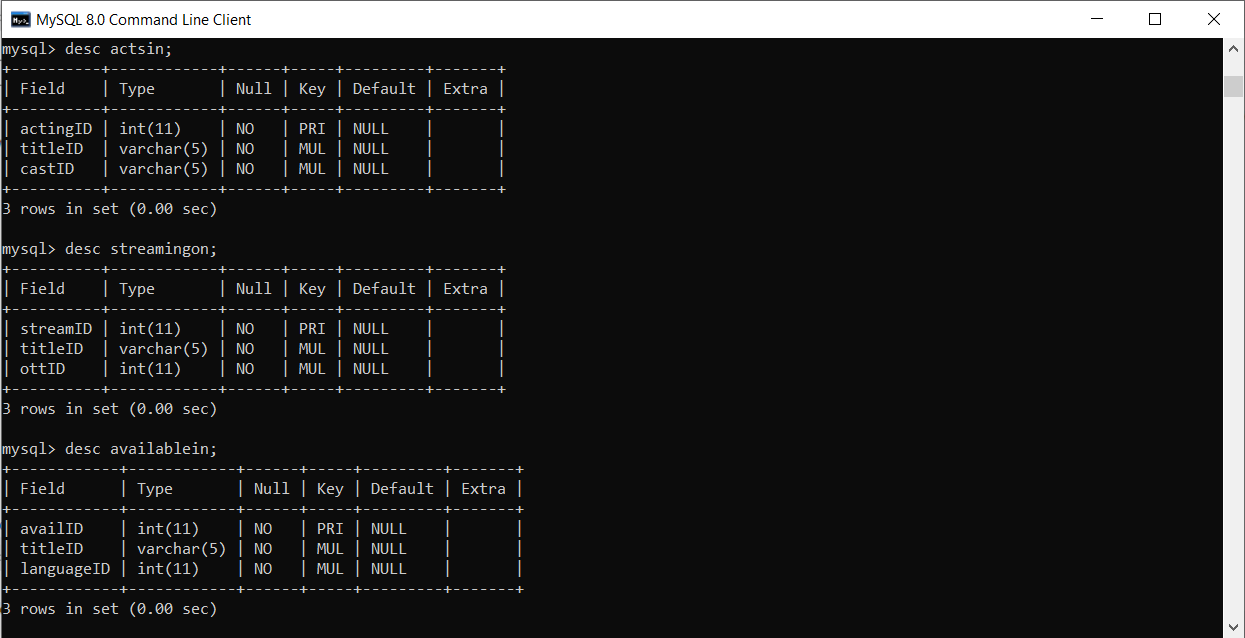 MySQL 8.0 Command Line Client
mysql> desc actsin;
+----------+------------+------+-----+---------+-------+
| Field    | Type       | Null | Key | Default | Extra |
+----------+------------+------+-----+---------+-------+
| actingID | int(11)    | NO   | PRI | NULL    |       |
| titleID  | varchar(5) | NO   | MUL | NULL    |       |
| castID   | varchar(5) | NO   | MUL | NULL    |       |
+----------+------------+------+-----+---------+-------+
3 rows in set (0.00 sec)

mysql> desc streamingon;
+----------+------------+------+-----+---------+-------+
| Field    | Type       | Null | Key | Default | Extra |
+----------+------------+------+-----+---------+-------+
| streamID | int(11)    | NO   | PRI | NULL    |       |
| titleID  | varchar(5) | NO   | MUL | NULL    |       |
| ottID    | int(11)    | NO   | MUL | NULL    |       |
+----------+------------+------+-----+---------+-------+
3 rows in set (0.00 sec)

mysql> desc availablein;
+------------+------------+------+-----+---------+-------+
| Field      | Type       | Null | Key | Default | Extra |
+------------+------------+------+-----+---------+-------+
| availID    | int(11)    | NO   | PRI | NULL    |       |
| titleID    | varchar(5) | NO   | MUL | NULL    |       |
| languageID | int(11)    | NO   | MUL | NULL    |       |
+------------+------------+------+-----+---------+-------+
3 rows in set (0.00 sec)